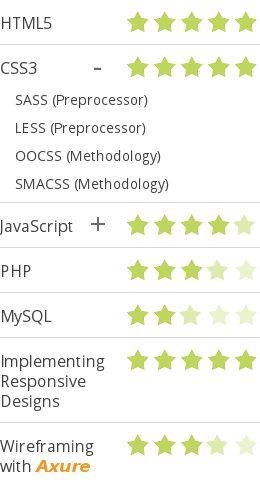 HTML5
CSS3 -
SASS (Preprocessor)
LESS (Preprocessor)
OOCSS (Methodology)
SMACSS (Methodology)
JavaScript +
PHP
MySQL
Implementing
Responsive
Designs
Wireframing
with Axure